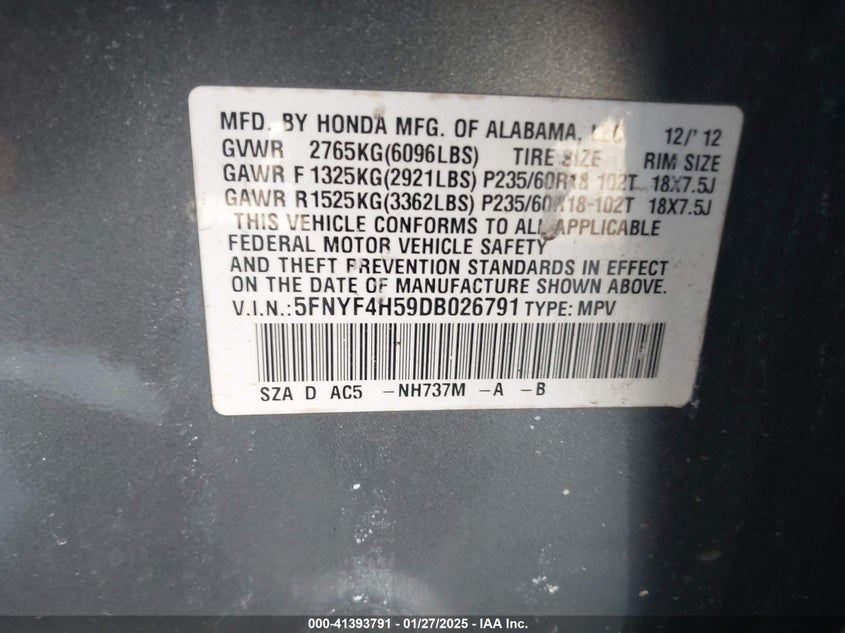 MFD. BY HONDA MFG. OF ALABAMA, LLC 12/'12
GVWR 2765KG(6096LBS) TIRE SIZE RIM SIZE
GAWR F 1325KG(2921LBS) P235/60R18-102T 18X7.5J
GAWR R 1525KG(3362LBS) P235/60R18-102T 18X7.5J
THIS VEHICLE CONFORMS TO ALL APPLICABLE
FEDERAL MOTOR VEHICLE SAFETY
AND THEFT PREVENTION STANDARDS IN EFFECT
ON THE DATE OF MANUFACTURE SHOWN ABOVE.
V.I.N.:5FNYF4H59DB026791 TYPE: MPV
SZA D AC5 -NH737M -A -B
000-41393791 - 01/27/2025 - IAA Inc.